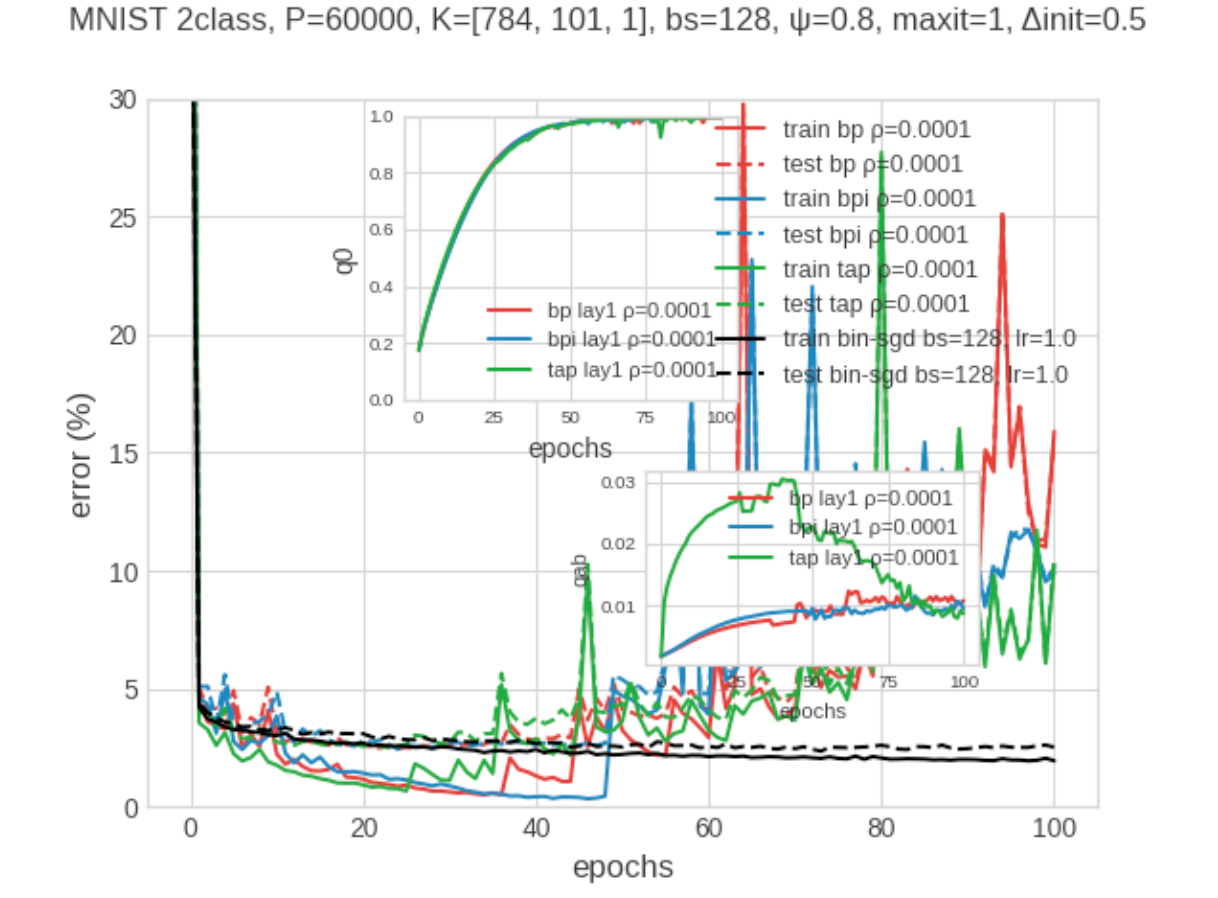 MNIST 2class, P=60000, K=[784, 101, 1], bs=128, ψ=0.8, maxit=1, Δinit=0.5
error (%)
30
25
20
15
10
5
0
0 20 40 60 80 100
epochs
q0
1.0
0.8
0.6
0.4
0.2
0.0
0 25 50 75 100
epochs
bp lay1 ρ=0.0001
bpi lay1 ρ=0.0001
tap lay1 ρ=0.0001
train bp ρ=0.0001
test bp ρ=0.0001
train bpi ρ=0.0001
test bpi ρ=0.0001
train tap ρ=0.0001
test tap ρ=0.0001
train bin-sgd bs=128, lr=1.0
test bin-sgd bs=128, lr=1.0
qab
0.03
0.02
0.01
0 25 50 75 100
epochs
bp lay1 ρ=0.0001
bpi lay1 ρ=0.0001
tap lay1 ρ=0.0001